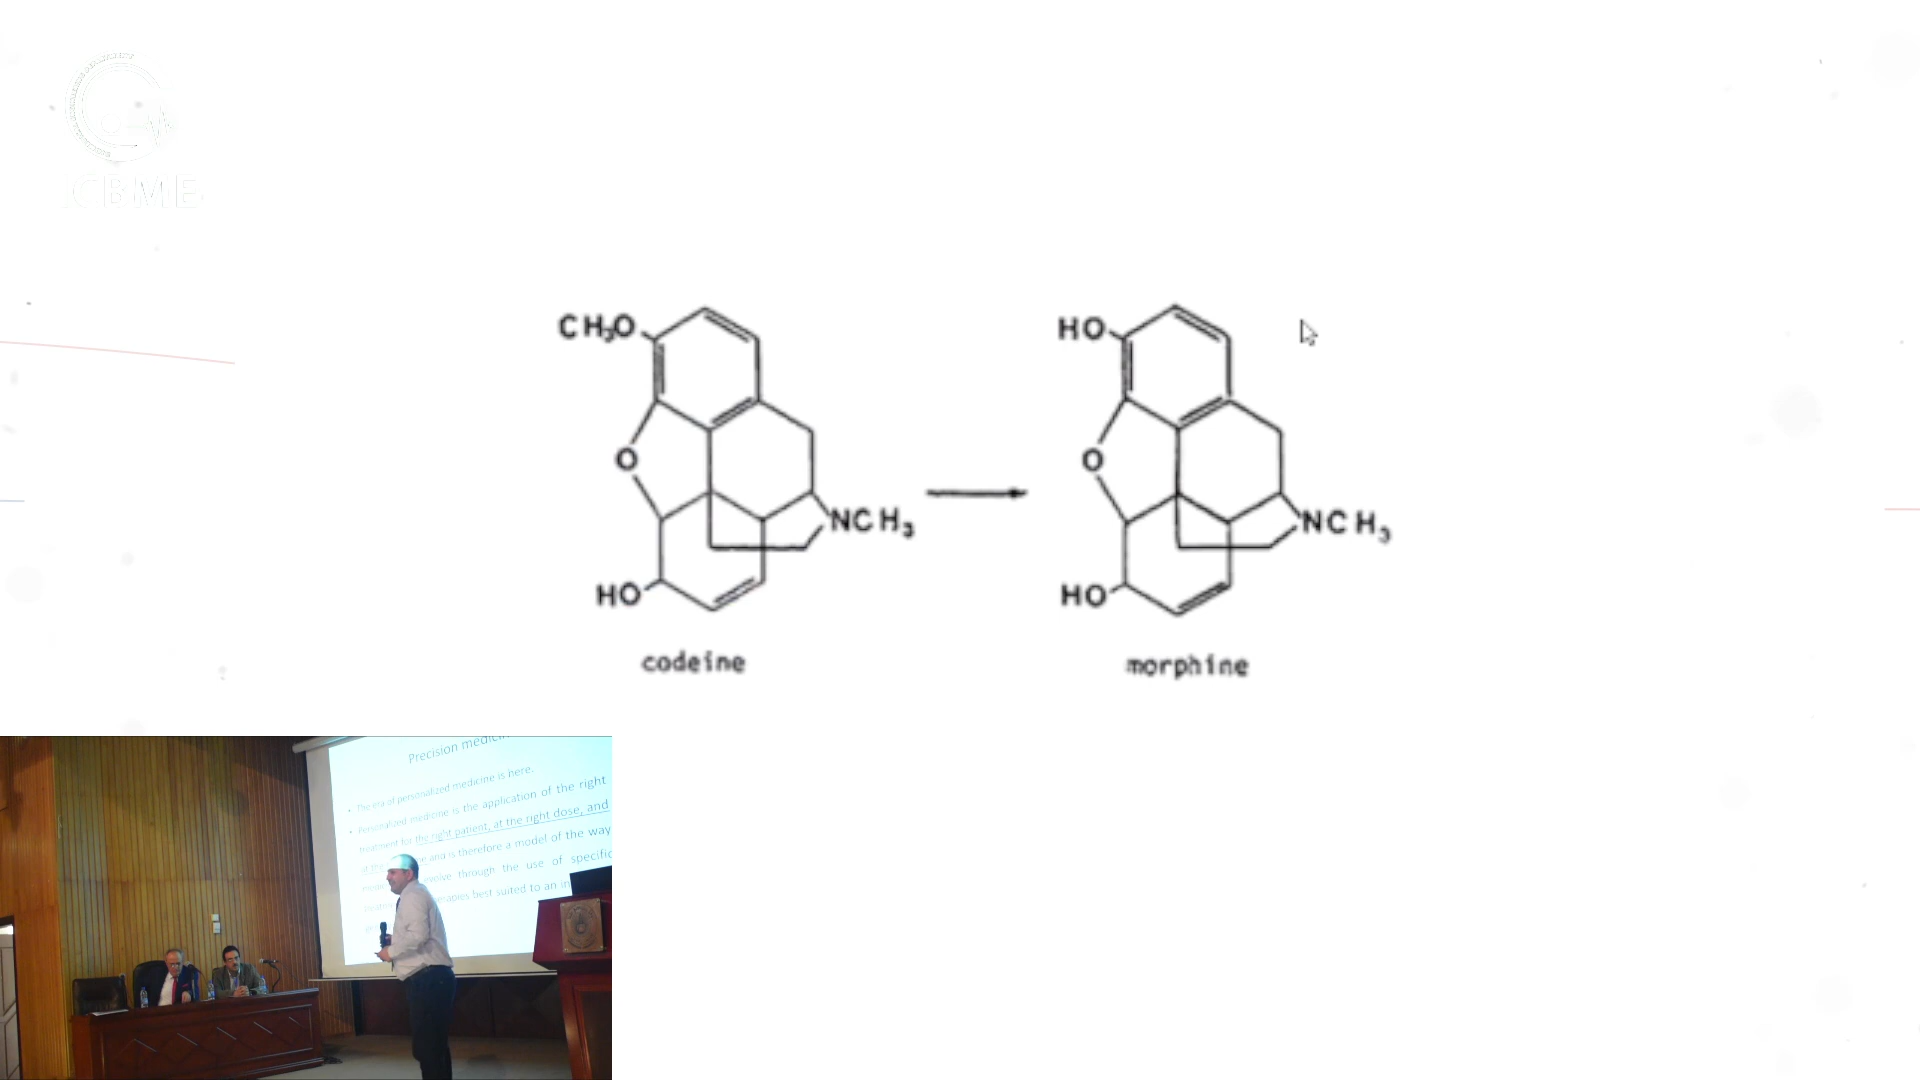 CBME
CH3O
HO
O
O
NCH3
NCH3
HO
HO
codeine
morphine
Precision
• The era of personalized medicine is here.
• Personalized medicine is the application of the right
treatment for the right patient, at the right dose, and
and is therefore a model of the way
evolve through the use of specific
best suited to an